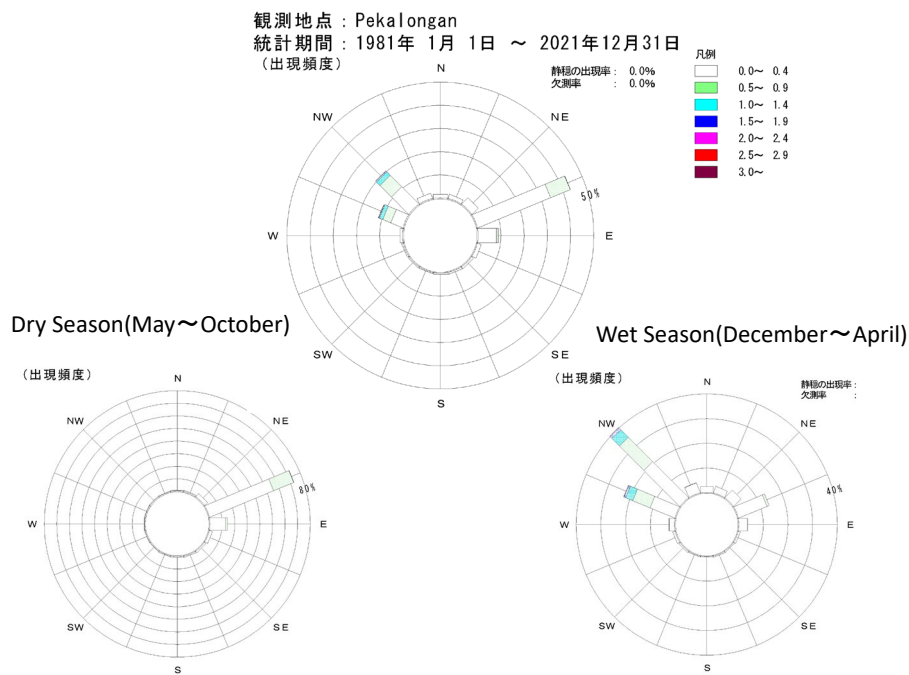 観測地点 : Pekalongan
統計期間 : 1981年 1月 1日 ～ 2021年12月31日
(出現頻度)
静穏の出現率 : 0.0%
欠測率 : 0.0%
凡例
0.0～ 0.4
0.5～ 0.9
1.0～ 1.4
1.5～ 1.9
2.0～ 2.4
2.5～ 2.9
3.0～
N
NW
NE
50%
W
E
SW
SE
S
Dry Season(May～October)
(出現頻度)
N
NW
NE
80%
W
E
SW
SE
S
Wet Season(December～April)
(出現頻度)
静穏の出現率 :
欠測率 :
N
NW
NE
40%
W
E
SW
SE
S